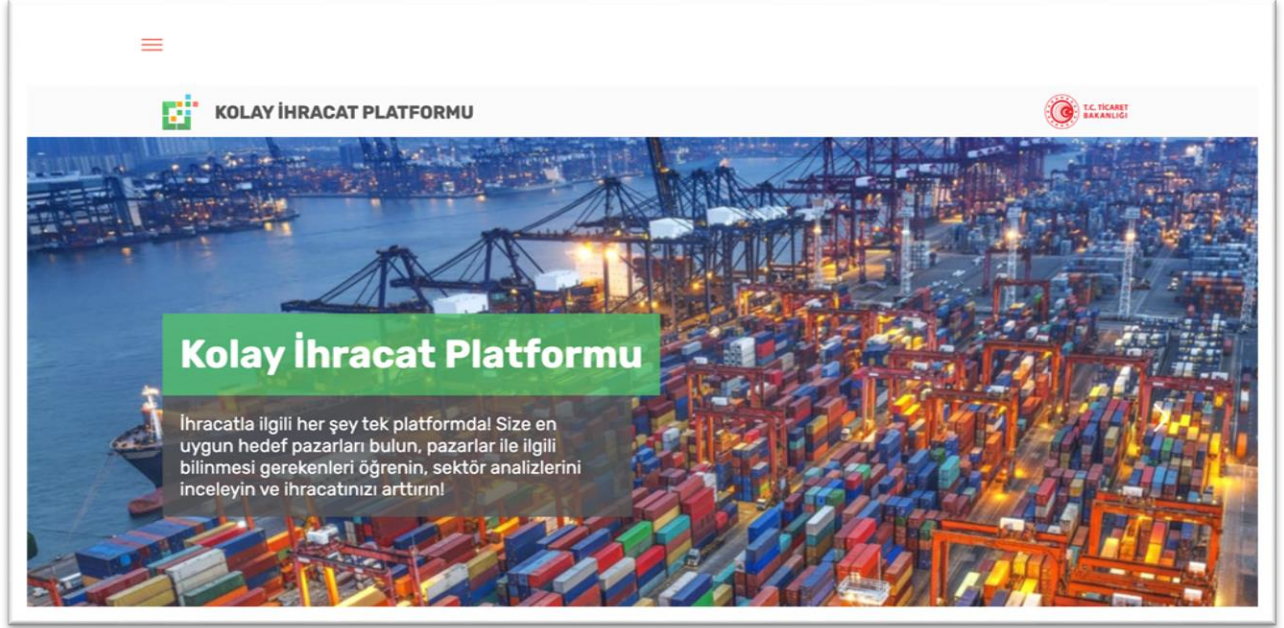 KOLAY İHRACAT PLATFORMU
T.C. TİCARET
BAKANLIĞI
Kolay İhracat Platformu
İhracatla ilgili her şey tek platformda! Size en
uygun hedef pazarları bulun, pazarlar ile ilgili
bilinmesi gerekenleri öğrenin, sektör analizlerini
inceleyin ve ihracatınızı arttırın!